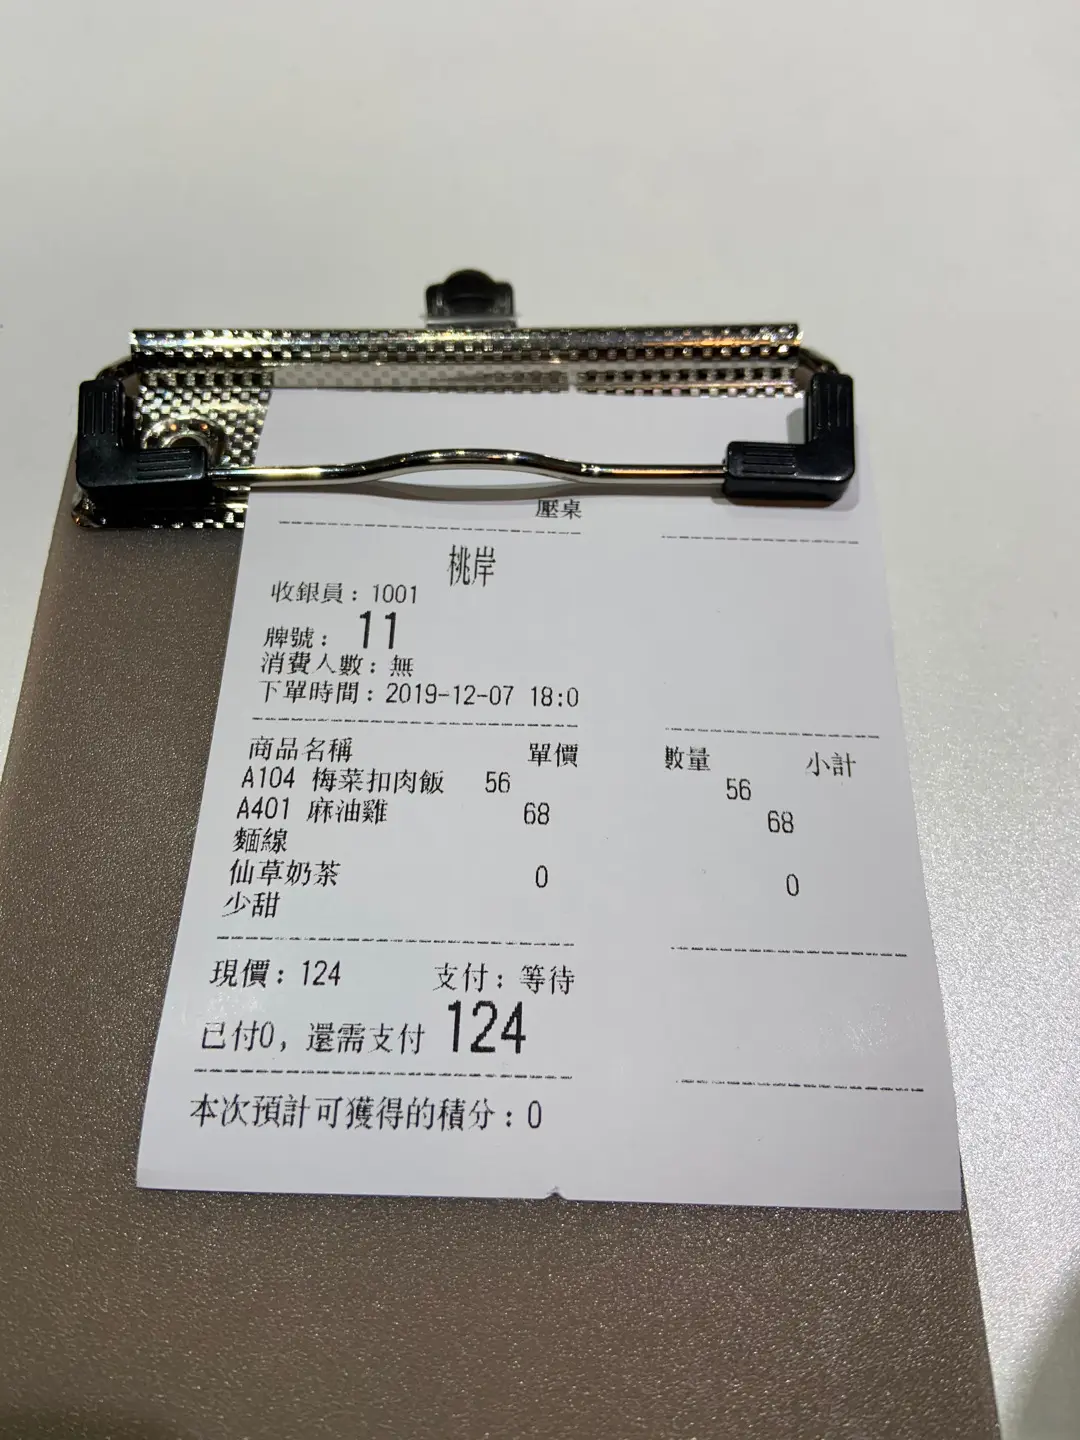 壓桌
桃岸
收銀員：1001
牌號：11
消費人數：無
下單時間：2019-12-07 18:0
商品名稱 單價 數量 小計
A104 梅菜扣肉飯 56 56
A401 麻油雞 68 68
麵線
仙草奶茶 0 0
少甜
現價：124 支付：等待
已付0，還需支付 124
本次預計可獲得的積分：0